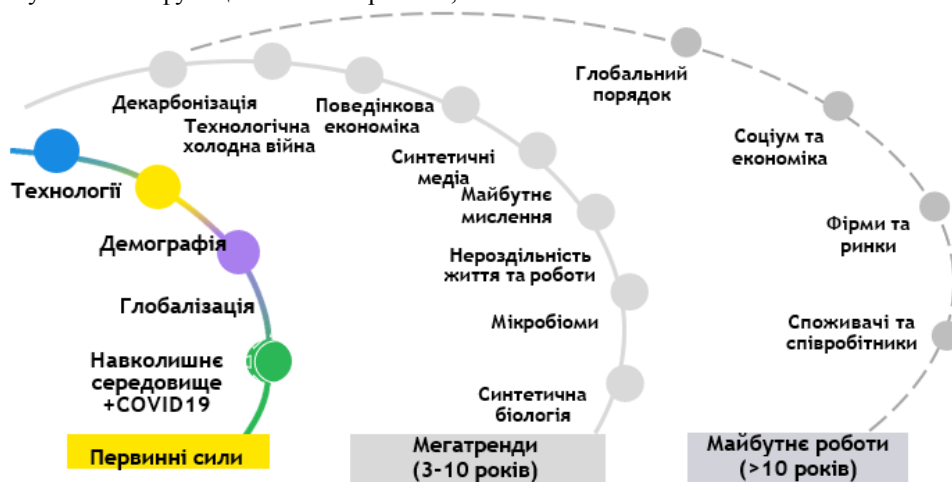 Технології
Демографія
Глобалізація
Навколишнє
середовище
+COVID19
Первинні сили
Декарбонізація
Технологічна
холодна війна
Поведінкова
економіка
Синтетичні
медіа
Майбутнє
мислення
Нероздільність
життя та роботи
Мікробіоми
Синтетична
біологія
Мегатренди
(3-10 років)
Глобальний
порядок
Соціум та
економіка
Фірми та
ринки
Споживачі та
співробітники
Майбутнє роботи
(>10 років)